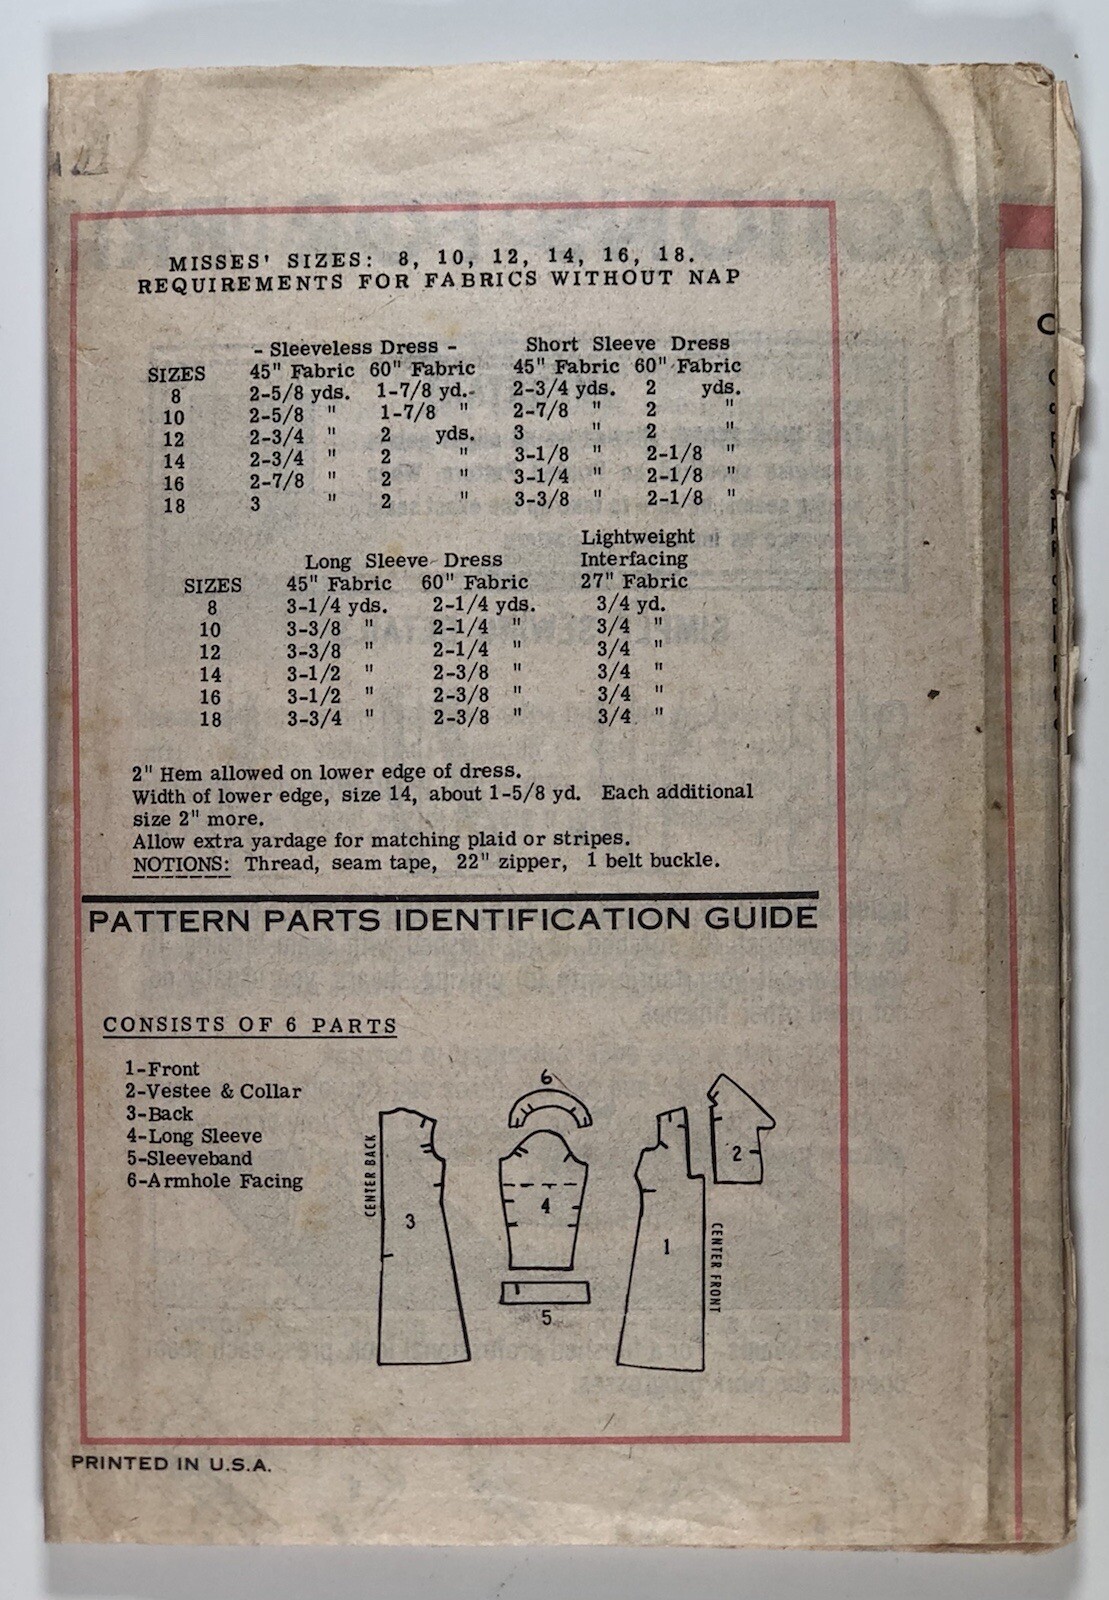 MISSES' SIZES: 8, 10, 12, 14, 16, 18.
REQUIREMENTS FOR FABRICS WITHOUT NAP
- Sleeveless Dress - Short Sleeve Dress
SIZES 45" Fabric 60" Fabric 45" Fabric 60" Fabric
8 2-5/8 yds. 1-7/8 yd. 2-3/4 yds. 2 yds.
10 2-5/8 " 1-7/8 " 2-7/8 " 2 "
12 2-3/4 " 2 yds. 3 " 2 "
14 2-3/4 " 2 " 3-1/8 " 2-1/8 "
16 2-7/8 " 2 " 3-1/4 " 2-1/8 "
18 3 " 2 " 3-3/8 " 2-1/8 "
Lightweight
Long Sleeve Dress Interfacing
SIZES 45" Fabric 60" Fabric 27" Fabric
8 3-1/4 yds. 2-1/4 yds. 3/4 yd.
10 3-3/8 " 2-1/4 " 3/4 "
12 3-3/8 " 2-1/4 " 3/4 "
14 3-1/2 " 2-3/8 " 3/4 "
16 3-1/2 " 2-3/8 " 3/4 "
18 3-3/4 " 2-3/8 " 3/4 "
2" Hem allowed on lower edge of dress.
Width of lower edge, size 14, about 1-5/8 yd. Each additional
size 2" more.
Allow extra yardage for matching plaid or stripes.
NOTIONS: Thread, seam tape, 22" zipper, 1 belt buckle.
PATTERN PARTS IDENTIFICATION GUIDE
CONSISTS OF 6 PARTS
1-Front
2-Vestee & Collar
3-Back
4-Long Sleeve
5-Sleeveband
6-Armhole Facing
CENTER BACK
3
6
4
5
1
CENTER FRONT
2
PRINTED IN U.S.A.